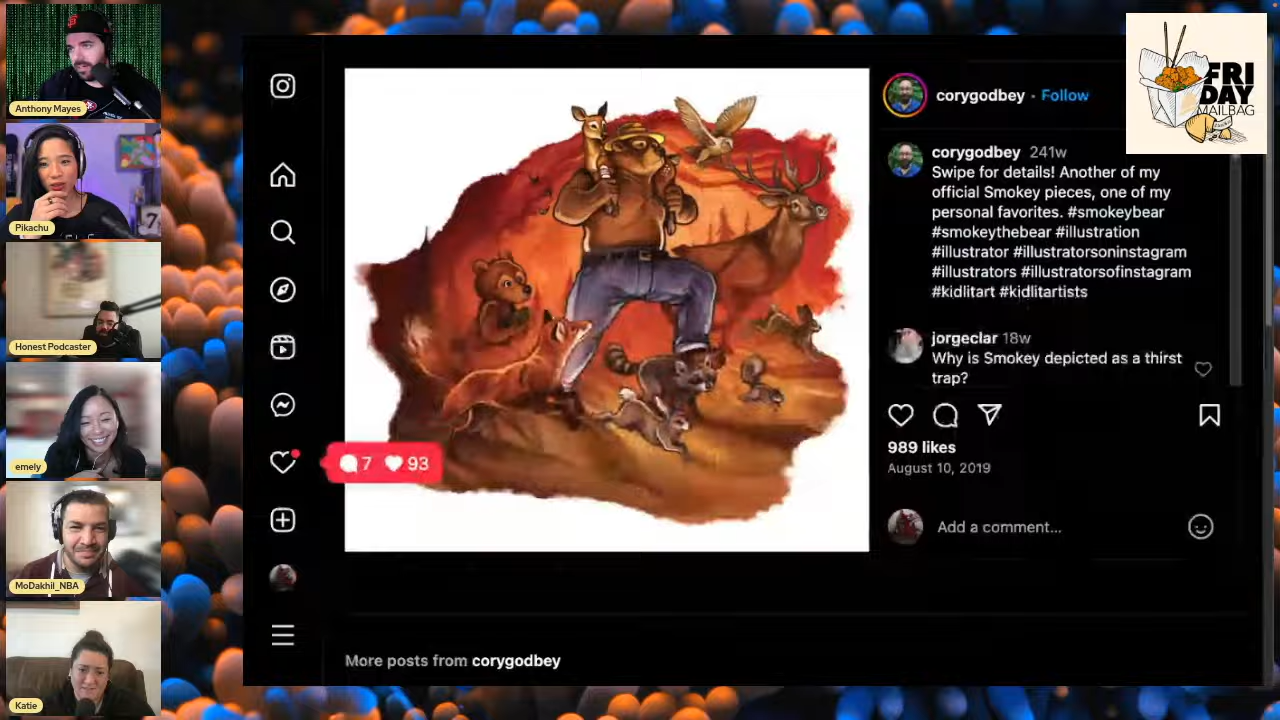 Anthony Mayes
Pikachu
Honest Podcaster
emely
MoDakhil_NBA
Katie
7 93
corygodbey • Follow
corygodbey 241w
Swipe for details! Another of my
official Smokey pieces, one of my
personal favorites. #smokeybear
#smokeythebear #illustration
#illustrator #illustratorsoninstagram
#illustrators #illustratorsofinstagram
#kidlitart #kidlitartists
jorgeclar 18w
Why is Smokey depicted as a thirst
trap?
989 likes
August 10, 2019
Add a comment...
More posts from corygodbey
FRI
DAY
MAILBAG